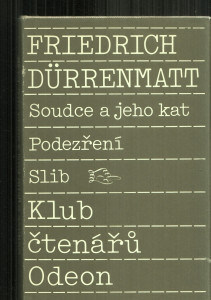 FRIEDRICH
DÜRRENMATT
Soudce a jeho kat
Podezření
Slib
Klub
čtenářů
Odeon